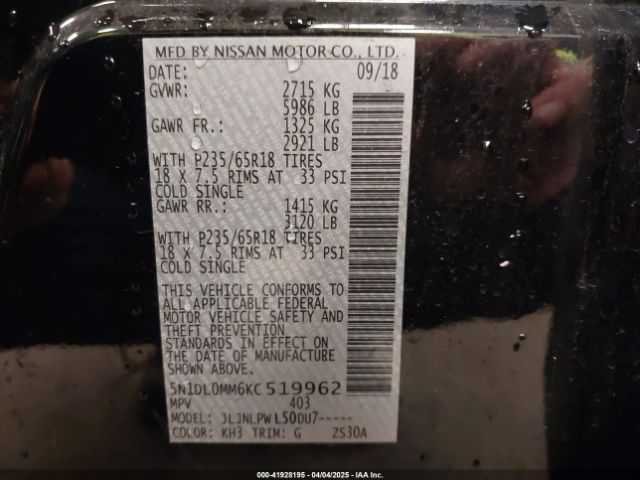 MFD BY NISSAN MOTOR CO., LTD.
DATE: 09/18
GVWR: 2715 KG
5986 LB
GAWR FR.: 1325 KG
2921 LB
WITH P235/65R18 TIRES
18 X 7.5 RIMS AT 33 PSI
COLD SINGLE
GAWR RR.: 1415 KG
3120 LB
WITH P235/65R18 TIRES
18 X 7.5 RIMS AT 33 PSI
COLD SINGLE
THIS VEHICLE CONFORMS TO
ALL APPLICABLE FEDERAL
MOTOR VEHICLE SAFETY AND
THEFT PREVENTION
STANDARDS IN EFFECT ON
THE DATE OF MANUFACTURE
SHOWN ABOVE.
5N1DL0MM6KC519962
MPV 403
MODEL: JLJNLPWL50DU7-----
COLOR: KH3 TRIM: G ZS30A
000-41928195 - 04/04/2025 - IAAI, Inc.